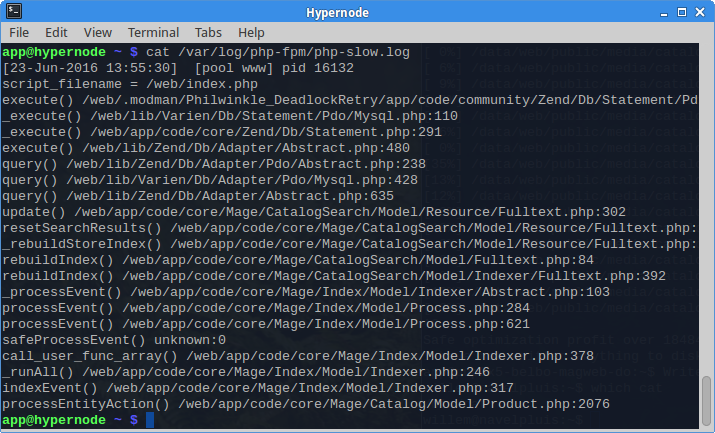 Hypernode
File Edit View Terminal Tabs Help
app@hypernode ~ $ cat /var/log/php-fpm/php-slow.log
[23-Jun-2016 13:55:30]  [pool www] pid 16132
script_filename = /web/index.php
execute() /web/.modman/Philwinkle_DeadlockRetry/app/code/community/Zend/Db/Statement/Pd
_execute() /web/lib/Varien/Db/Statement/Pdo/Mysql.php:110
_execute() /web/app/code/core/Zend/Db/Statement.php:291
execute() /web/lib/Zend/Db/Adapter/Abstract.php:480
query() /web/lib/Zend/Db/Adapter/Pdo/Abstract.php:238
query() /web/lib/Varien/Db/Adapter/Pdo/Mysql.php:428
query() /web/lib/Zend/Db/Adapter/Abstract.php:635
update() /web/app/code/core/Mage/CatalogSearch/Model/Resource/Fulltext.php:302
resetSearchResults() /web/app/code/core/Mage/CatalogSearch/Model/Resource/Fulltext.php:
_rebuildStoreIndex() /web/app/code/core/Mage/CatalogSearch/Model/Resource/Fulltext.php:
rebuildIndex() /web/app/code/core/Mage/CatalogSearch/Model/Fulltext.php:84
rebuildIndex() /web/app/code/core/Mage/CatalogSearch/Model/Indexer/Fulltext.php:392
_processEvent() /web/app/code/core/Mage/Index/Model/Indexer/Abstract.php:103
processEvent() /web/app/code/core/Mage/Index/Model/Process.php:284
processEvent() /web/app/code/core/Mage/Index/Model/Process.php:621
safeProcessEvent() unknown:0
call_user_func_array() /web/app/code/core/Mage/Index/Model/Indexer.php:378
_runAll() /web/app/code/core/Mage/Index/Model/Indexer.php:246
indexEvent() /web/app/code/core/Mage/Index/Model/Indexer.php:317
processEntityAction() /web/app/code/core/Mage/Catalog/Model/Product.php:2076
app@hypernode ~ $